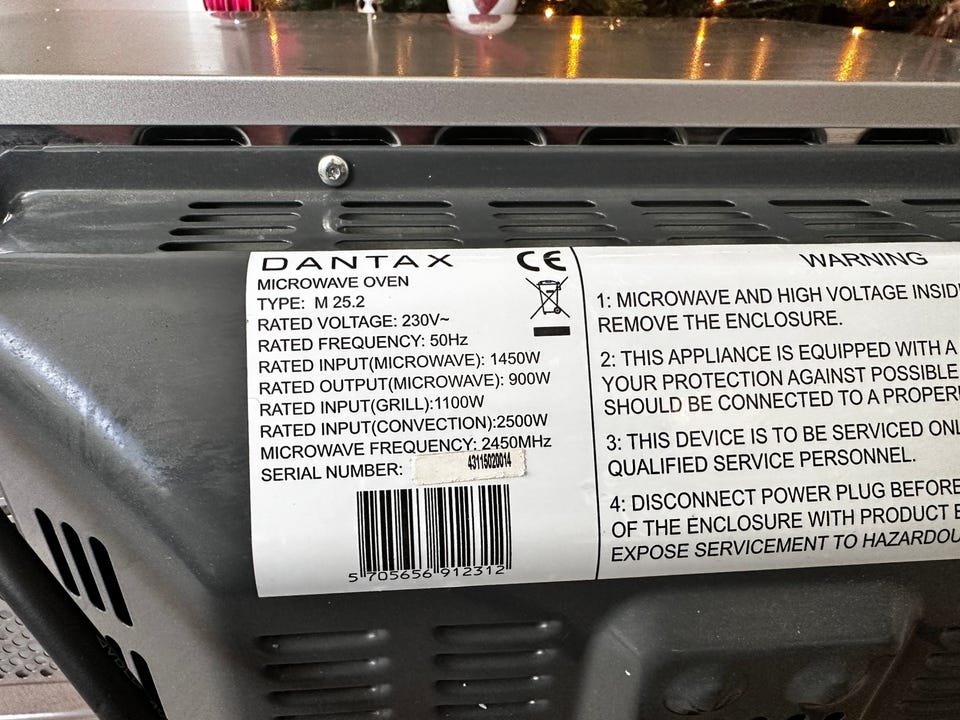 DANTAX
CE
MICROWAVE OVEN
TYPE: M 25.2
RATED VOLTAGE: 230V~
RATED FREQUENCY: 50Hz
RATED INPUT(MICROWAVE): 1450W
RATED OUTPUT(MICROWAVE): 900W
RATED INPUT(GRILL):1100W
RATED INPUT(CONVECTION):2500W
MICROWAVE FREQUENCY: 2450MHz
SERIAL NUMBER: 43115020014
5 705656 912312
WARNING
1: MICROWAVE AND HIGH VOLTAGE INSID
REMOVE THE ENCLOSURE.
2: THIS APPLIANCE IS EQUIPPED WITH A
YOUR PROTECTION AGAINST POSSIBLE
SHOULD BE CONNECTED TO A PROPER
3: THIS DEVICE IS TO BE SERVICED ONL
QUALIFIED SERVICE PERSONNEL.
4: DISCONNECT POWER PLUG BEFORE
OF THE ENCLOSURE WITH PRODUCT E
EXPOSE SERVICEMENT TO HAZARDOU